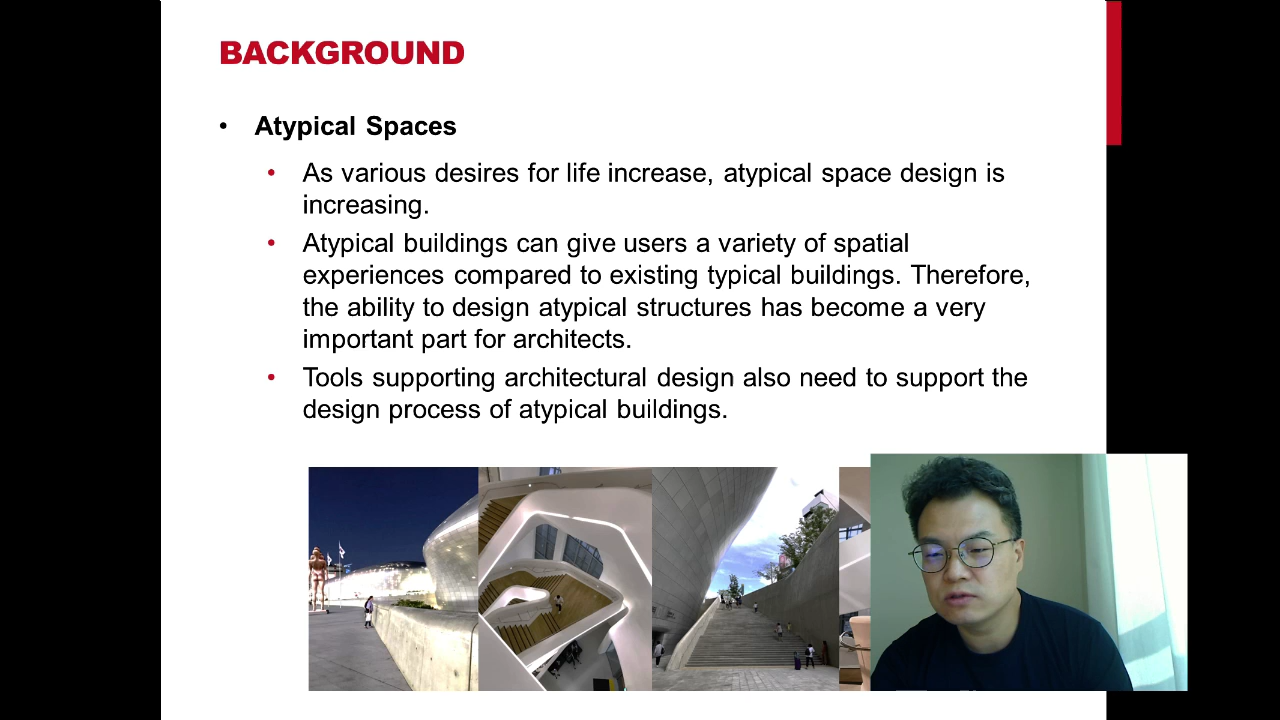 BACKGROUND
• Atypical Spaces
• As various desires for life increase, atypical space design is
increasing.
• Atypical buildings can give users a variety of spatial
experiences compared to existing typical buildings. Therefore,
the ability to design atypical structures has become a very
important part for architects.
• Tools supporting architectural design also need to support the
design process of atypical buildings.